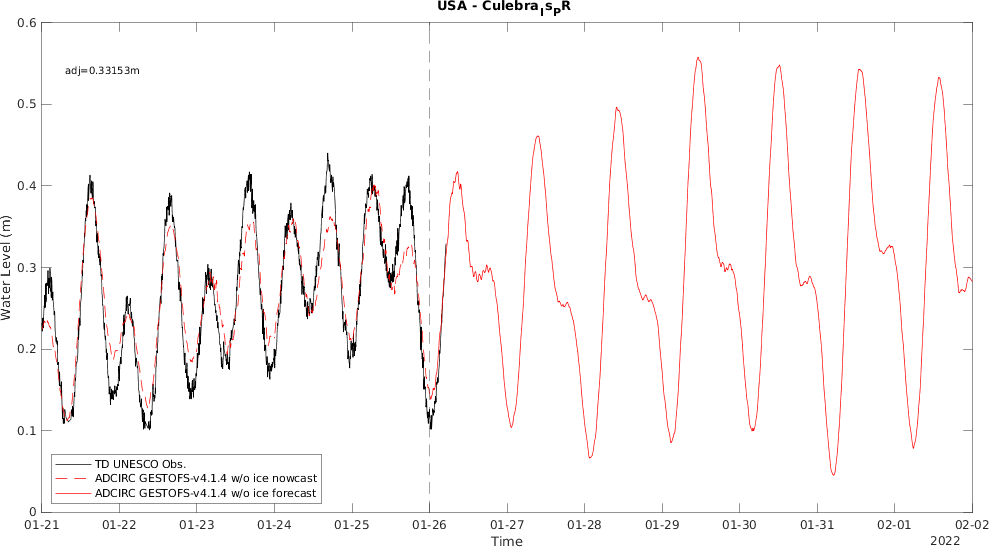 USA - Culebra_Is_PR
0.6
0.5
0.4
0.3
0.2
0.1
0
Water Level (m)
adj=0.33153m
TD UNESCO Obs.
ADCIRC GESTOFS-v4.1.4 w/o ice nowcast
ADCIRC GESTOFS-v4.1.4 w/o ice forecast
01-21 01-22 01-23 01-24 01-25 01-26 01-27 01-28 01-29 01-30 01-31 02-01 02-02
Time
2022